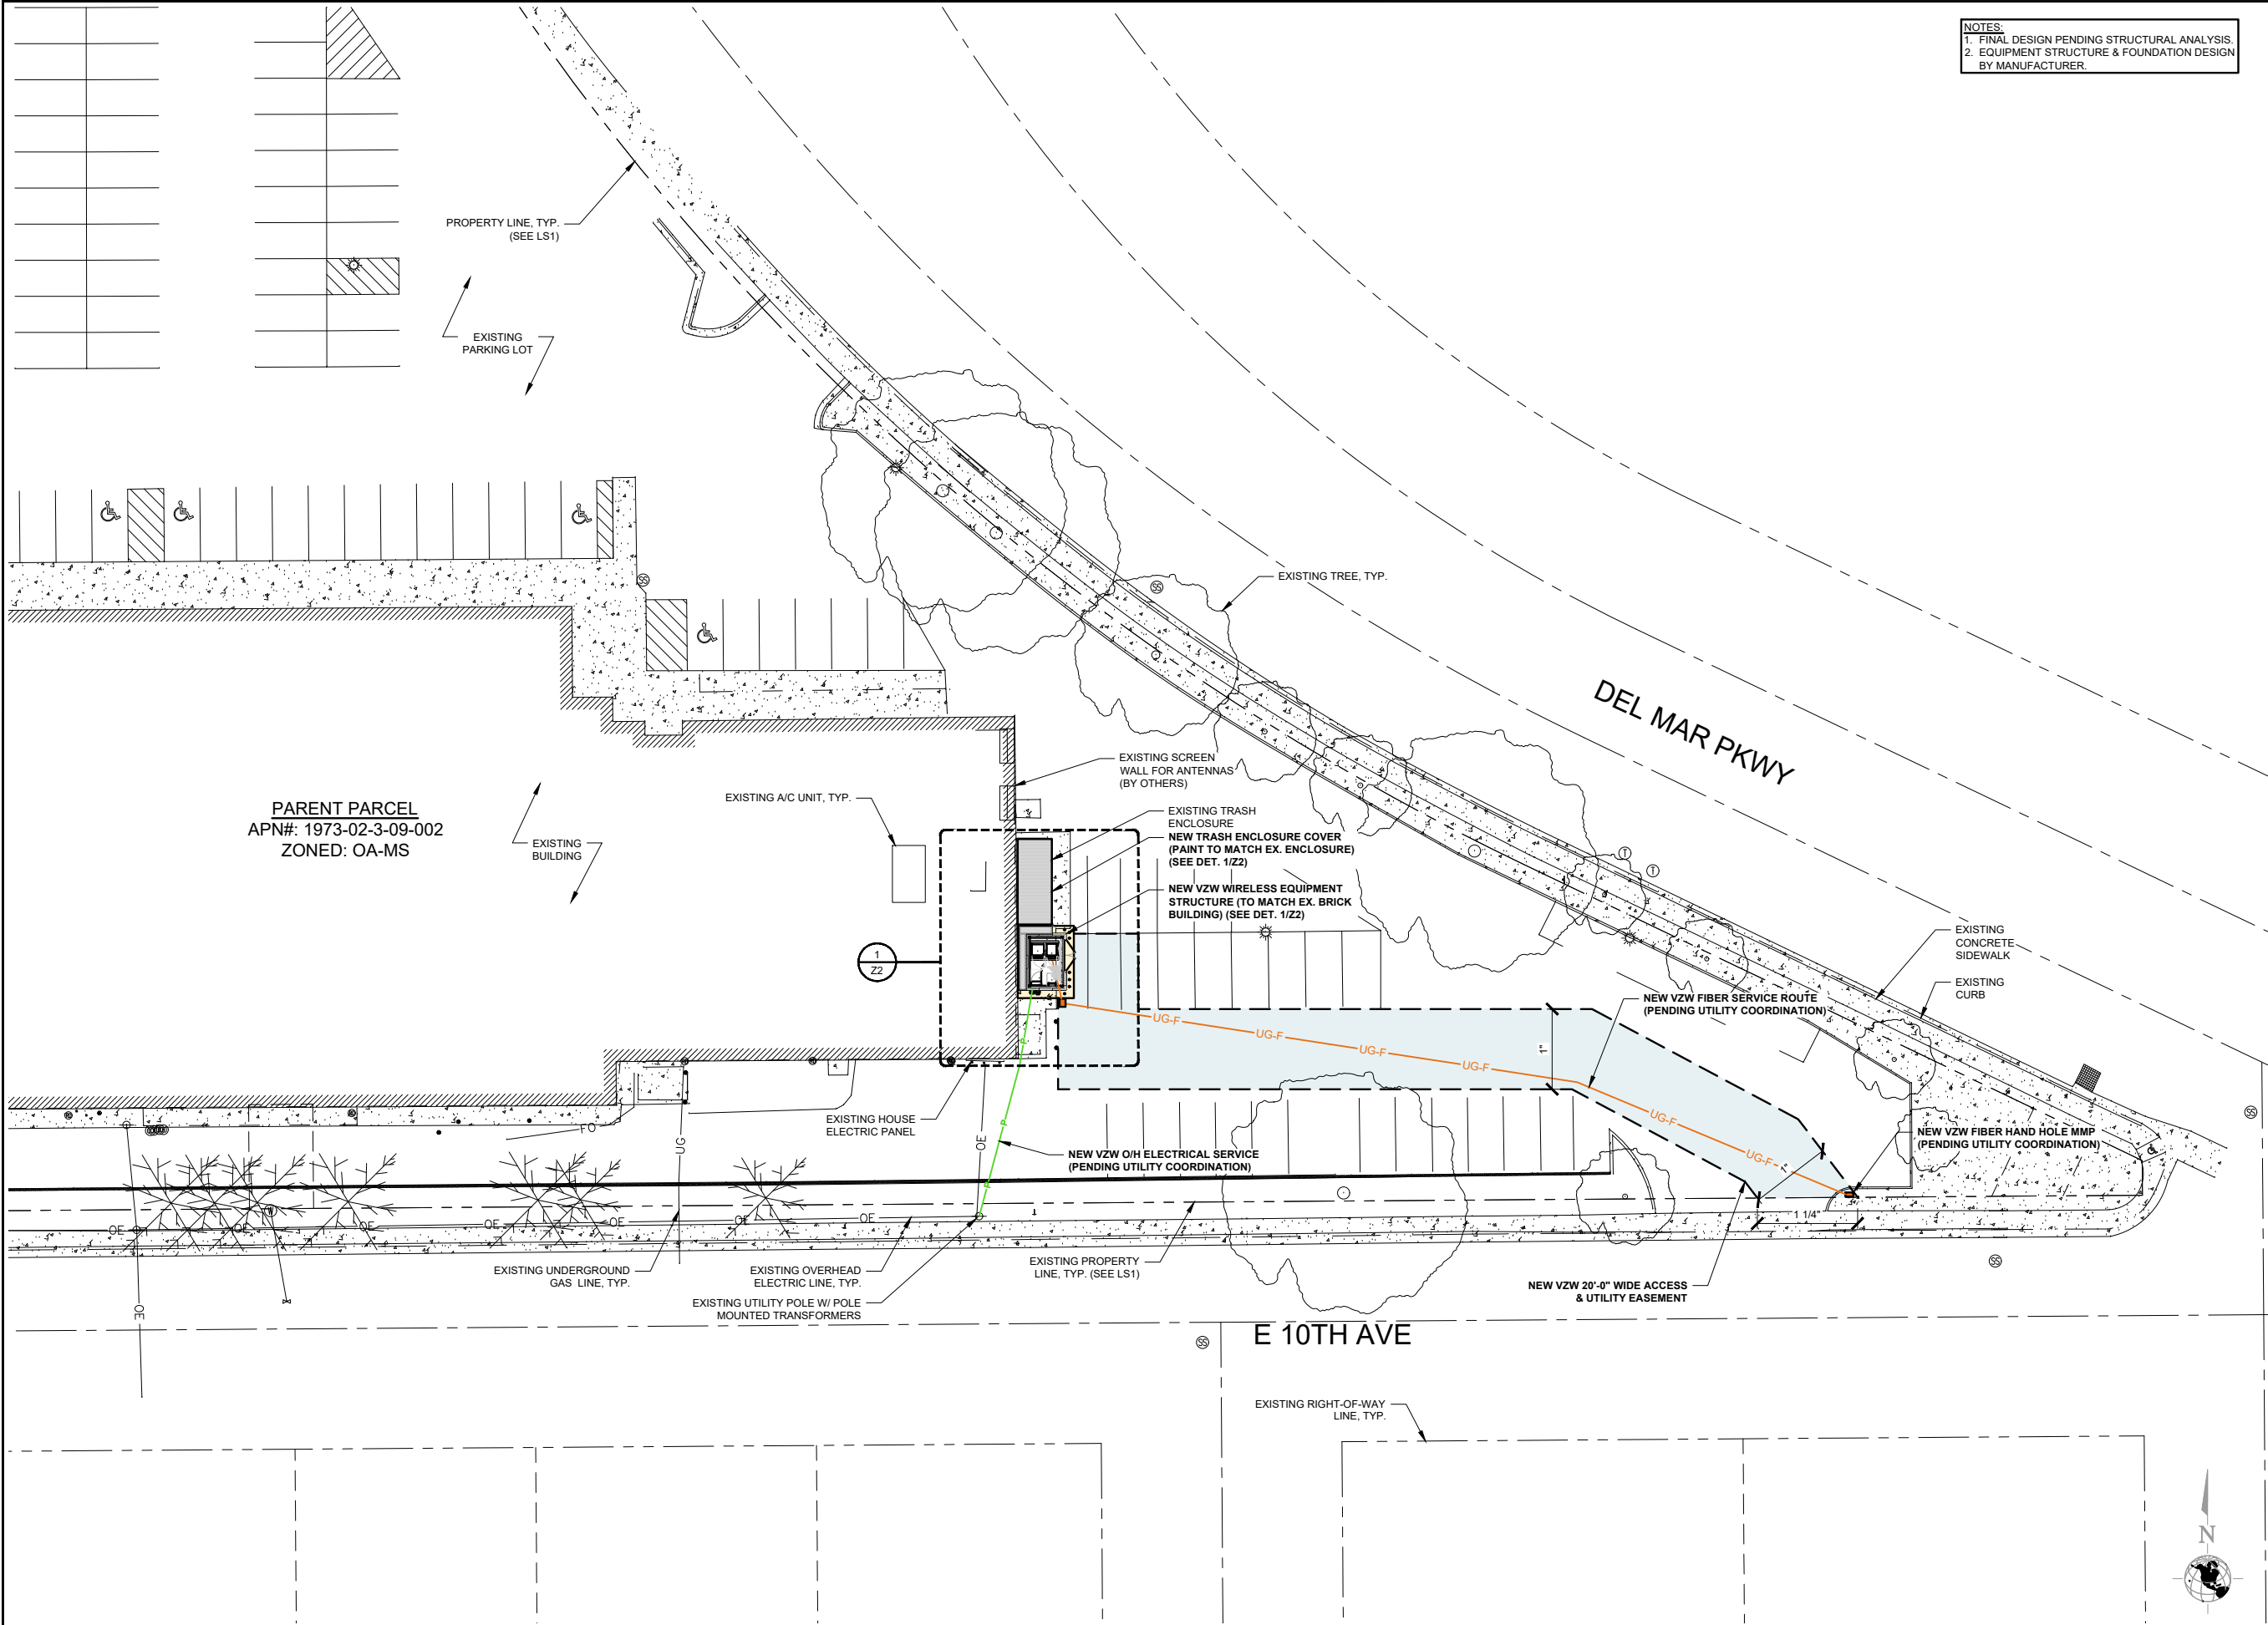 NOTES:
1. FINAL DESIGN PENDING STRUCTURAL ANALYSIS.
2. EQUIPMENT STRUCTURE & FOUNDATION DESIGN
BY MANUFACTURER.
PROPERTY LINE, TYP.
(SEE LS1)
EXISTING
PARKING LOT
SS
EXISTING TREE, TYP.
SS
DEL MAR PKWY
EXISTING SCREEN
WALL FOR ANTENNAS
(BY OTHERS)
EXISTING A/C UNIT, TYP.
PARENT PARCEL
APN#: 1973-02-3-09-002
ZONED: OA-MS
EXISTING
BUILDING
EXISTING TRASH
ENCLOSURE
NEW TRASH ENCLOSURE COVER
(PAINT TO MATCH EX. ENCLOSURE)
(SEE DET. 1/Z2)
NEW VZW WIRELESS EQUIPMENT
STRUCTURE (TO MATCH EX. BRICK
BUILDING) (SEE DET. 1/Z2)
T
T
1
Z2
EXISTING
CONCRETE
SIDEWALK
EXISTING
CURB
NEW VZW FIBER SERVICE ROUTE
(PENDING UTILITY COORDINATION)
UG-F
UG-F
UG-F
UG-F
UG-F
UG-F
1"
1"
1 1/4"
P
P
P
EXISTING HOUSE
ELECTRIC PANEL
FO
UG
OE
NEW VZW O/H ELECTRICAL SERVICE
(PENDING UTILITY COORDINATION)
NEW VZW FIBER HAND HOLE MMP
(PENDING UTILITY COORDINATION)
SS
OE
OE
OE
OE
OE
OE
OE
OE
EXISTING UNDERGROUND
GAS LINE, TYP.
EXISTING OVERHEAD
ELECTRIC LINE, TYP.
EXISTING UTILITY POLE W/ POLE
MOUNTED TRANSFORMERS
EXISTING PROPERTY
LINE, TYP. (SEE LS1)
NEW VZW 20'-0" WIDE ACCESS
& UTILITY EASEMENT
SS
SS
E 10TH AVE
EXISTING RIGHT-OF-WAY
LINE, TYP.
N